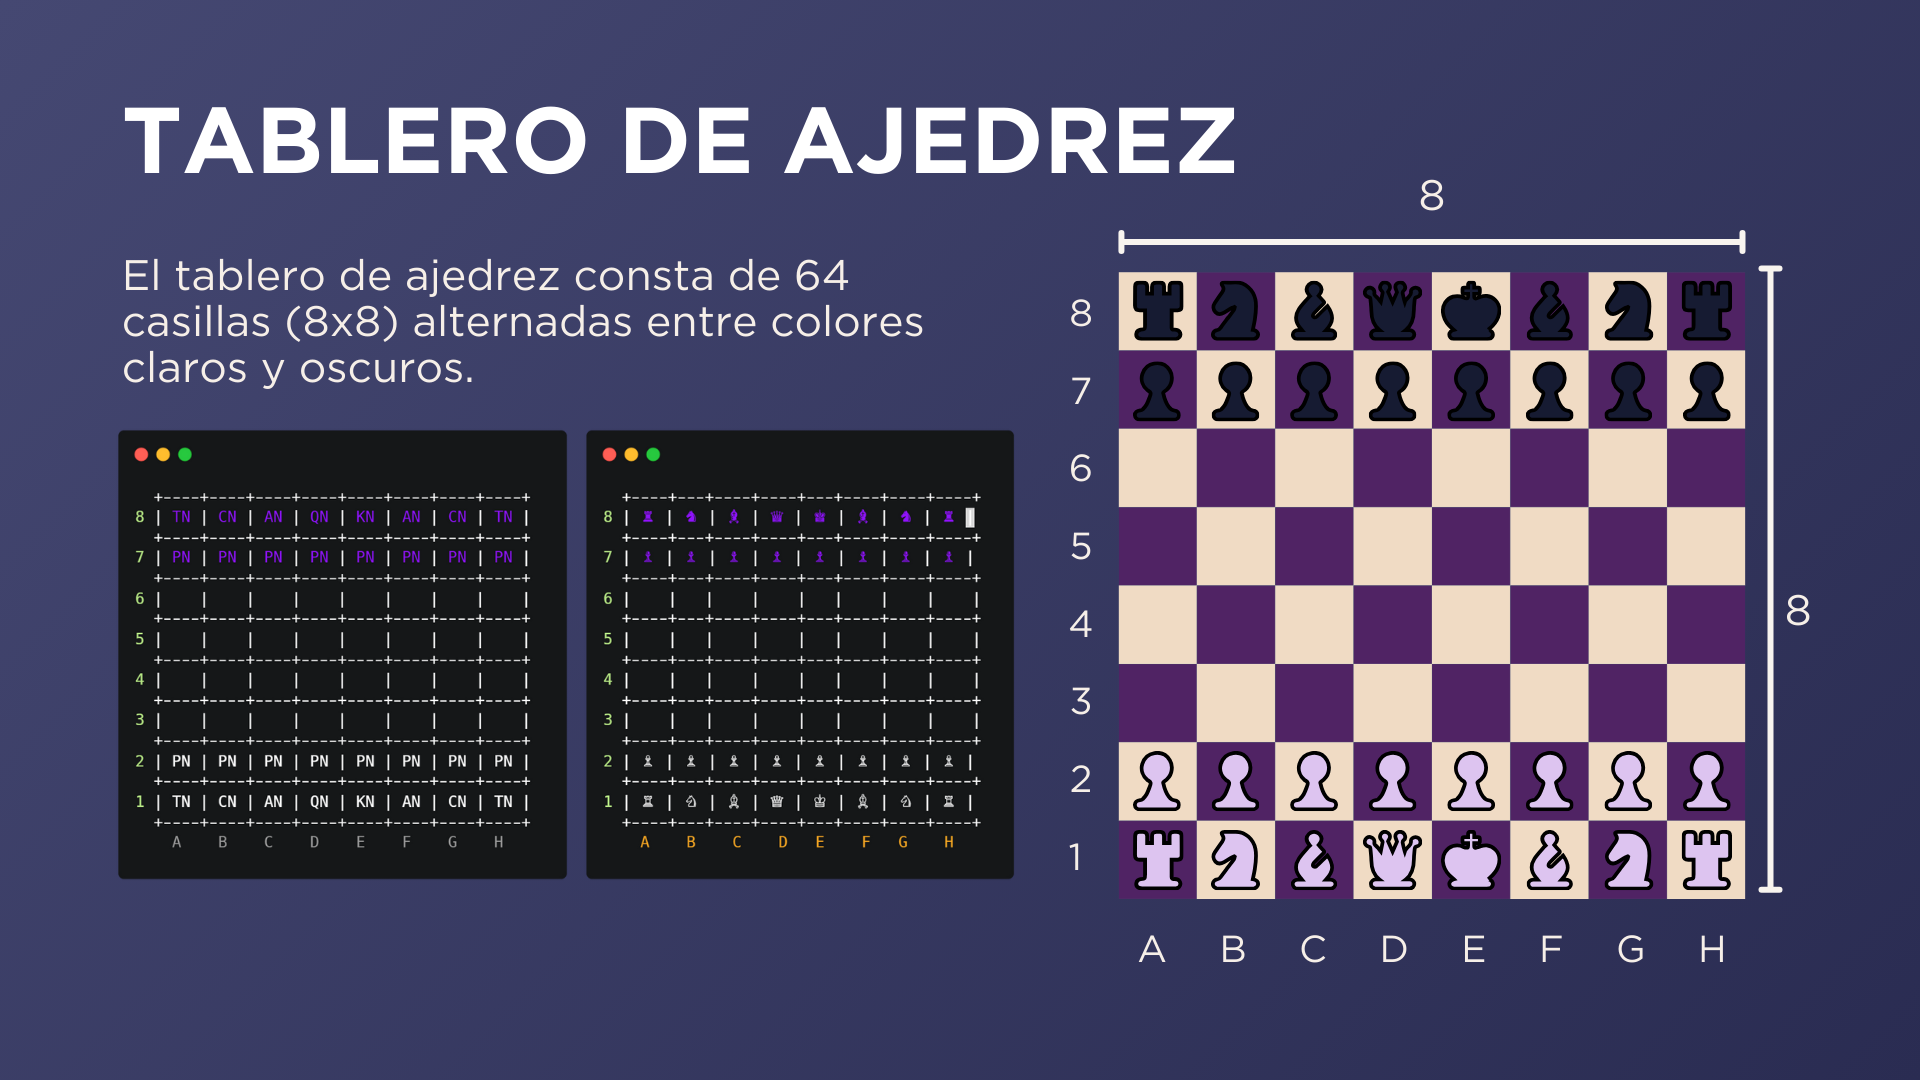 TABLERO DE AJEDREZ
El tablero de ajedrez consta de 64
casillas (8x8) alternadas entre colores
claros y oscuros.
+----+----+----+----+----+----+----+----+
8 | TN | CN | AN | QN | KN | AN | CN | TN |
+----+----+----+----+----+----+----+----+
7 | PN | PN | PN | PN | PN | PN | PN | PN |
+----+----+----+----+----+----+----+----+
6 | | | | | | | | |
+----+----+----+----+----+----+----+----+
5 | | | | | | | | |
+----+----+----+----+----+----+----+----+
4 | | | | | | | | |
+----+----+----+----+----+----+----+----+
3 | | | | | | | | |
+----+----+----+----+----+----+----+----+
2 | PN | PN | PN | PN | PN | PN | PN | PN |
+----+----+----+----+----+----+----+----+
1 | TN | CN | AN | QN | KN | AN | CN | TN |
+----+----+----+----+----+----+----+----+
A B C D E F G H
+----+---+----+----+---+----+----+----+
8 | ♜ | ♞ | ♝ | ♛ | ♚ | ♝ | ♞ | ♜ |
+----+---+----+----+---+----+----+----+
7 | ♝ | ♝ | ♝ | ♝ | ♝ | ♝ | ♝ | ♝ |
+----+---+----+----+---+----+----+----+
6 | | | | | | | | |
+----+---+----+----+---+----+----+----+
5 | | | | | | | | |
+----+---+----+----+---+----+----+----+
4 | | | | | | | | |
+----+---+----+----+---+----+----+----+
3 | | | | | | | | |
+----+---+----+----+---+----+----+----+
2 | ♙ | ♙ | ♙ | ♙ | ♙ | ♙ | ♙ | ♙ |
+----+---+----+----+---+----+----+----+
1 | ♖ | ♘ | ♗ | ♕ | ♔ | ♗ | ♘ | ♖ |
+----+---+----+----+---+----+----+----+
A B C D E F G H
8
8
7
6
5
4
3
2
1
8
A B C D E F G H